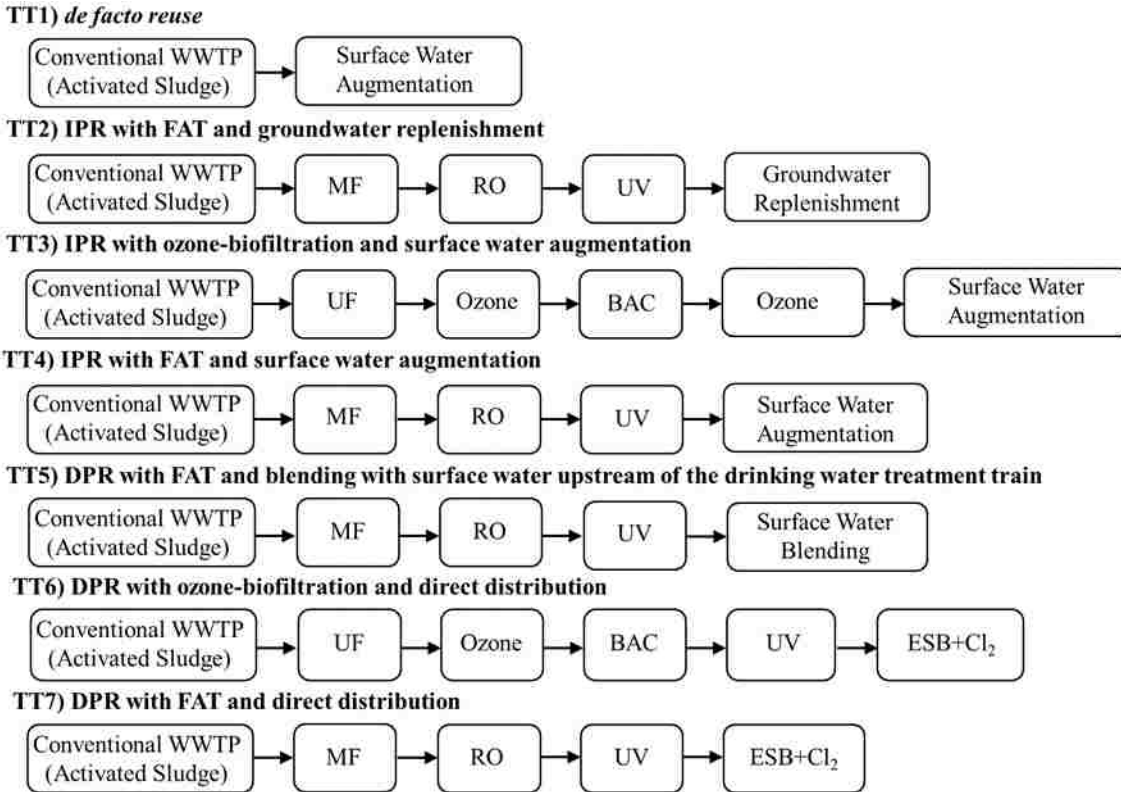 TT1) de facto reuse
Conventional WWTP
(Activated Sludge)
Surface Water
Augmentation
TT2) IPR with FAT and groundwater replenishment
Conventional WWTP
(Activated Sludge)
MF
RO
UV
Groundwater
Replenishment
TT3) IPR with ozone-biofiltration and surface water augmentation
Conventional WWTP
(Activated Sludge)
UF
Ozone
BAC
Ozone
Surface Water
Augmentation
TT4) IPR with FAT and surface water augmentation
Conventional WWTP
(Activated Sludge)
MF
RO
UV
Surface Water
Augmentation
TT5) DPR with FAT and blending with surface water upstream of the drinking water treatment train
Conventional WWTP
(Activated Sludge)
MF
RO
UV
Surface Water
Blending
TT6) DPR with ozone-biofiltration and direct distribution
Conventional WWTP
(Activated Sludge)
UF
Ozone
BAC
UV
ESB+Cl₂
TT7) DPR with FAT and direct distribution
Conventional WWTP
(Activated Sludge)
MF
RO
UV
ESB+Cl₂